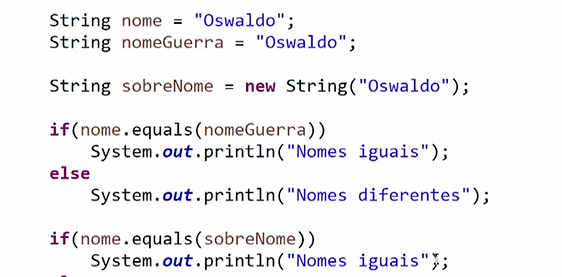 String nome = "Oswaldo";
String nomeGuerra = "Oswaldo";
String sobreNome = new String("Oswaldo");
if(nome.equals(nomeGuerra))
System.out.println("Nomes iguais");
else
System.out.println("Nomes diferentes");
if(nome.equals(sobreNome))
System.out.println("Nomes iguais");